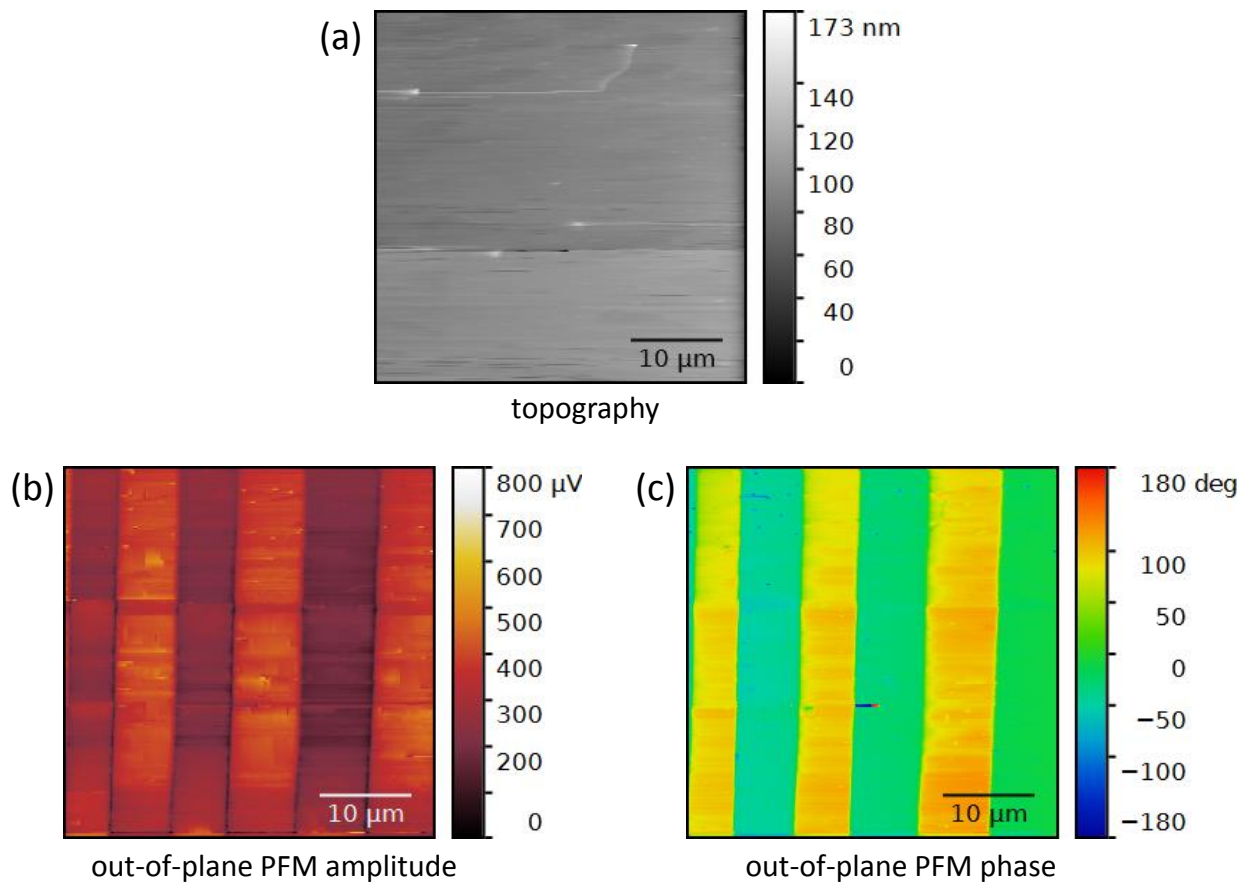 (a)
173 nm
140
120
100
80
60
40
0
10 µm
topography
(b)
800 µV
700
600
500
400
300
200
0
10 µm
out-of-plane PFM amplitude
(c)
180 deg
100
50
0
−50
−100
−180
10 µm
out-of-plane PFM phase